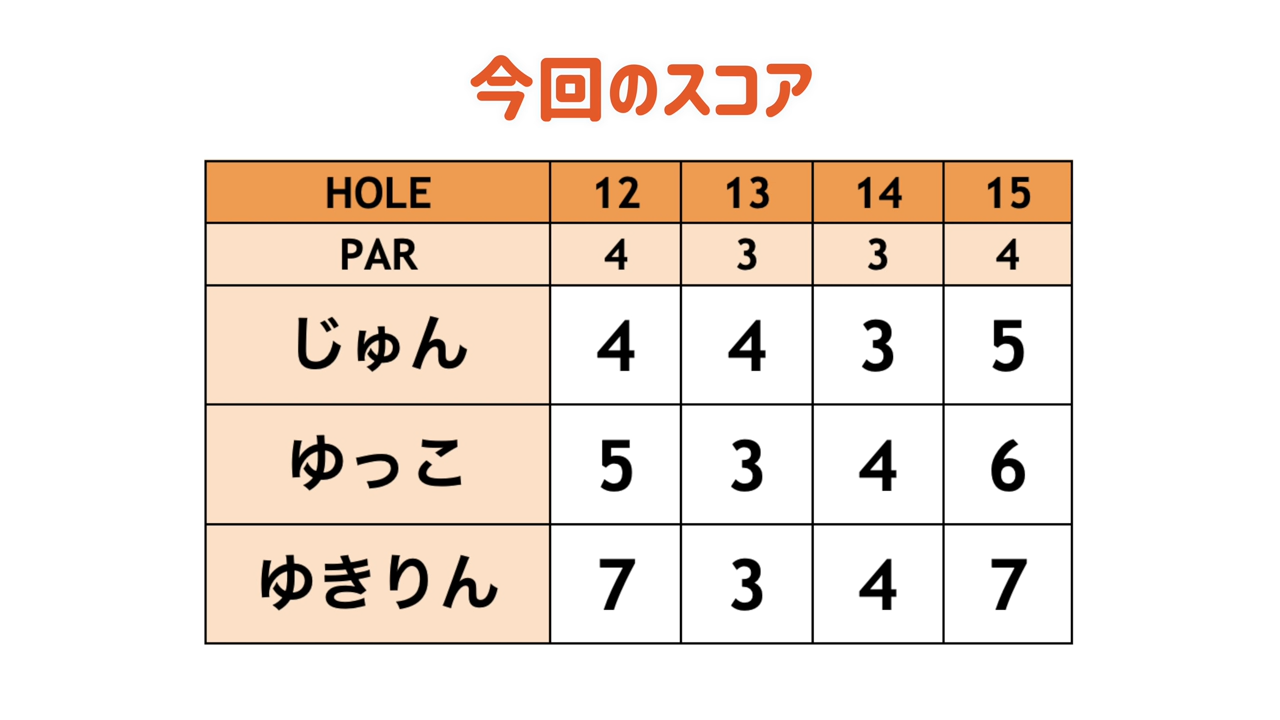 今回のスコア
HOLE 12 13 14 15
PAR 4 3 3 4
じゅん 4 4 3 5
ゆっこ 5 3 4 6
ゆきりん 7 3 4 7